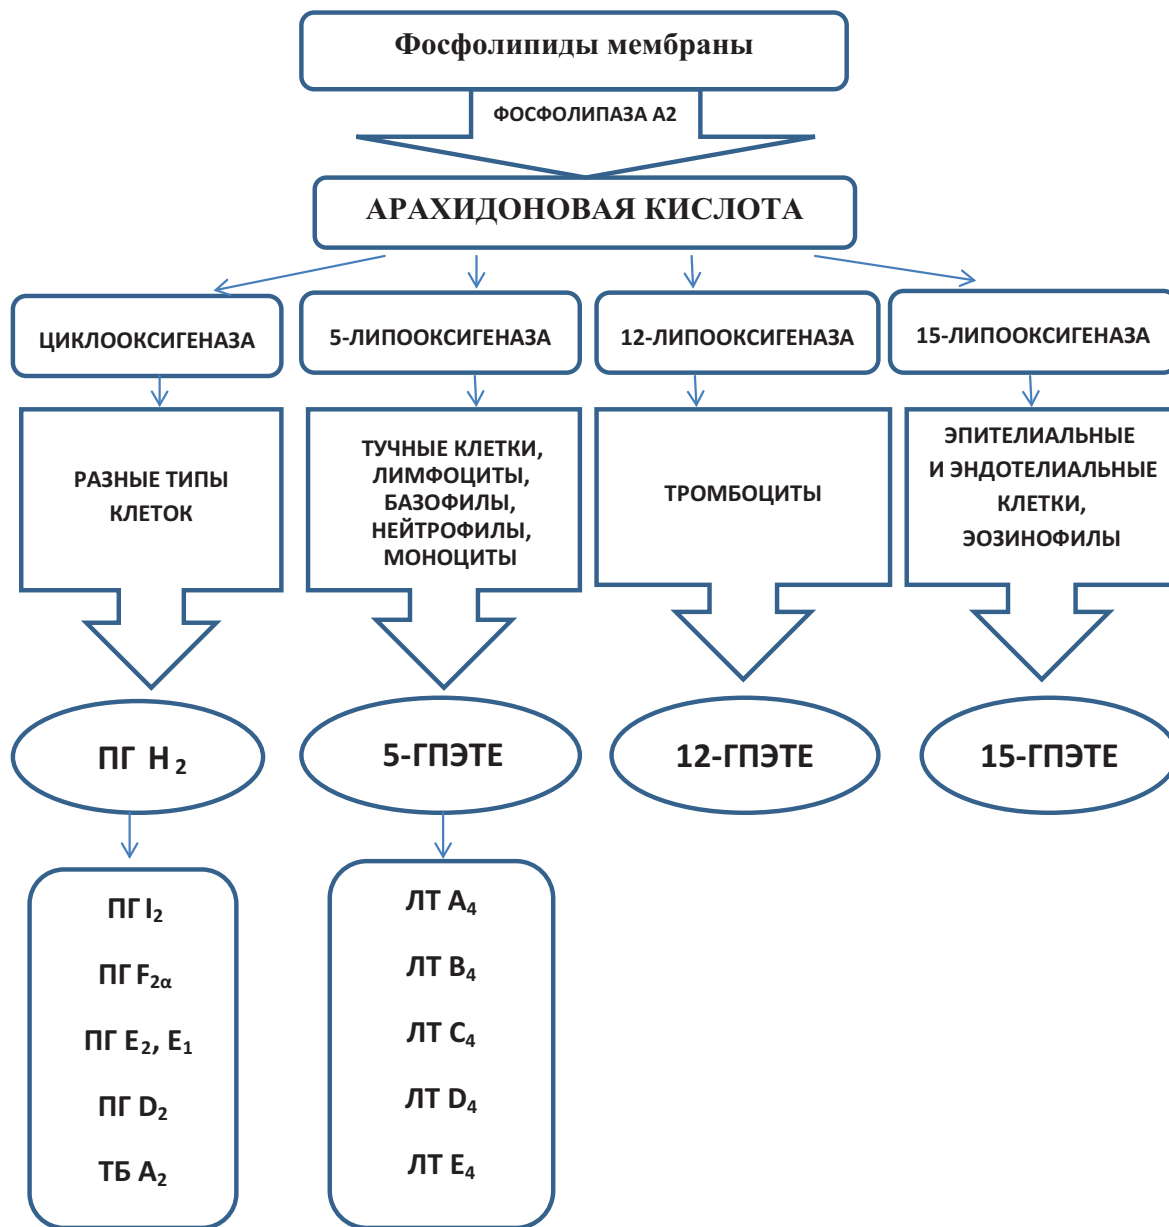 Фосфолипиды мембраны
ФОСФОЛИПАЗА А2
АРАХИДОНОВАЯ КИСЛОТА
ЦИКЛООКСИГЕНАЗА
5-ЛИПООКСИГЕНАЗА
12-ЛИПООКСИГЕНАЗА
15-ЛИПООКСИГЕНАЗА
РАЗНЫЕ ТИПЫ
КЛЕТОК
ТУЧНЫЕ КЛЕТКИ,
ЛИМФОЦИТЫ,
БАЗОФИЛЫ,
НЕЙТРОФИЛЫ,
МОНОЦИТЫ
ТРОМБОЦИТЫ
ЭПИТЕЛИАЛЬНЫЕ
И ЭНДОТЕЛИАЛЬНЫЕ
КЛЕТКИ,
ЭОЗИНОФИЛЫ
ПГ H₂
5-ГПЭТЕ
12-ГПЭТЕ
15-ГПЭТЕ
ПГ I₂
ПГ F₂α
ПГ E₂, E₁
ПГ D₂
ТБ A₂
ЛТ A₄
ЛТ B₄
ЛТ C₄
ЛТ D₄
ЛТ E₄